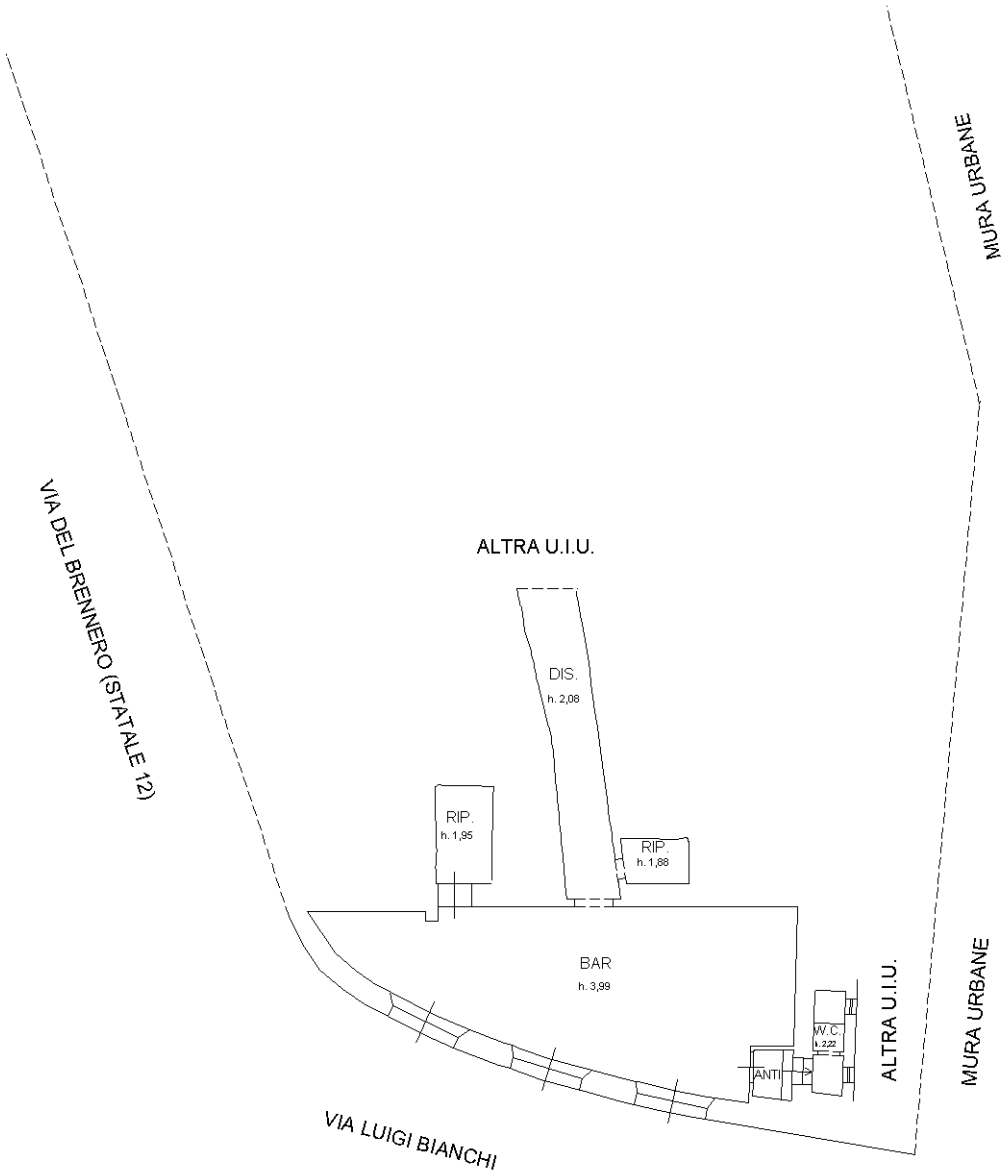 MURA URBANE
VIA DEL BRENNERO (STATALE 12)
ALTRA U.I.U.
DIS.
h. 2,08
RIP.
h. 1,95
RIP.
h. 1,88
BAR
h. 3,99
W.C.
h. 2,22
ANTI
ALTRA U.I.U.
MURA URBANE
VIA LUIGI BIANCHI